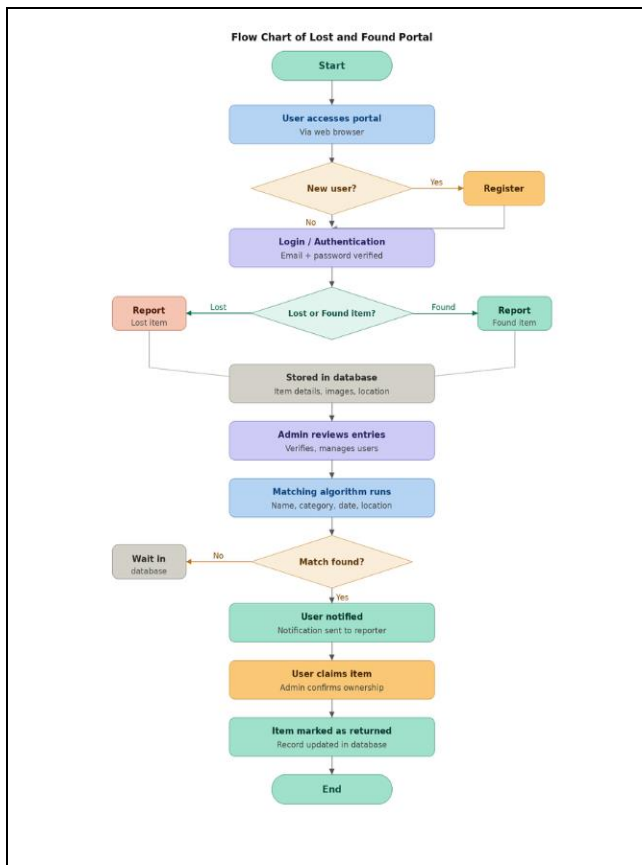 Flow Chart of Lost and Found Portal
Start
User accesses portal
Via web browser
New user?
Yes
Register
No
Login / Authentication
Email + password verified
Lost
Lost or Found item?
Found
Report
Lost item
Report
Found item
Stored in database
Item details, images, location
Admin reviews entries
Verifies, manages users
Matching algorithm runs
Name, category, date, location
Match found?
No
Wait in
database
Yes
User notified
Notification sent to reporter
User claims item
Admin confirms ownership
Item marked as returned
Record updated in database
End